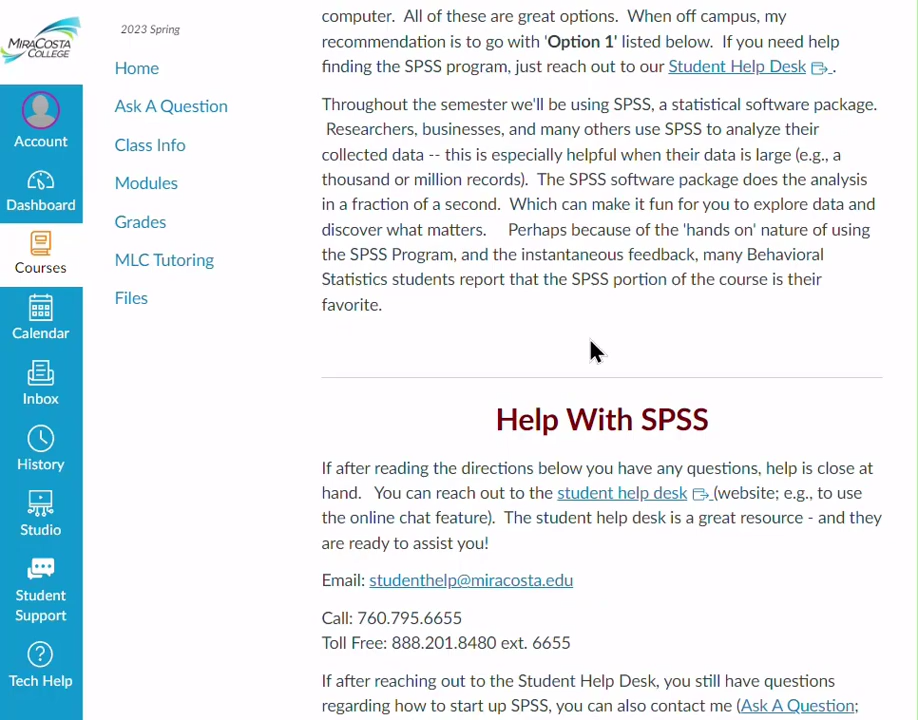 MIRACOSTA
COLLEGE
Account
Dashboard
Courses
Calendar
Inbox
History
Studio
Student
Support
Tech Help
2023 Spring
Home
Ask A Question
Class Info
Modules
Grades
MLC Tutoring
Files
computer.  All of these are great options.  When off campus, my
recommendation is to go with 'Option 1' listed below.  If you need help
finding the SPSS program, just reach out to our Student Help Desk .
Throughout the semester we'll be using SPSS, a statistical software package.
Researchers, businesses, and many others use SPSS to analyze their
collected data -- this is especially helpful when their data is large (e.g., a
thousand or million records).  The SPSS software package does the analysis
in a fraction of a second.  Which can make it fun for you to explore data and
discover what matters.     Perhaps because of the 'hands on' nature of using
the SPSS Program, and the instantaneous feedback, many Behavioral
Statistics students report that the SPSS portion of the course is their
favorite.
Help With SPSS
If after reading the directions below you have any questions, help is close at
hand.   You can reach out to the student help desk (website; e.g., to use
the online chat feature).  The student help desk is a great resource - and they
are ready to assist you!
Email: studenthelp@miracosta.edu
Call: 760.795.6655
Toll Free: 888.201.8480 ext. 6655
If after reaching out to the Student Help Desk, you still have questions
regarding how to start up SPSS, you can also contact me (Ask A Question;